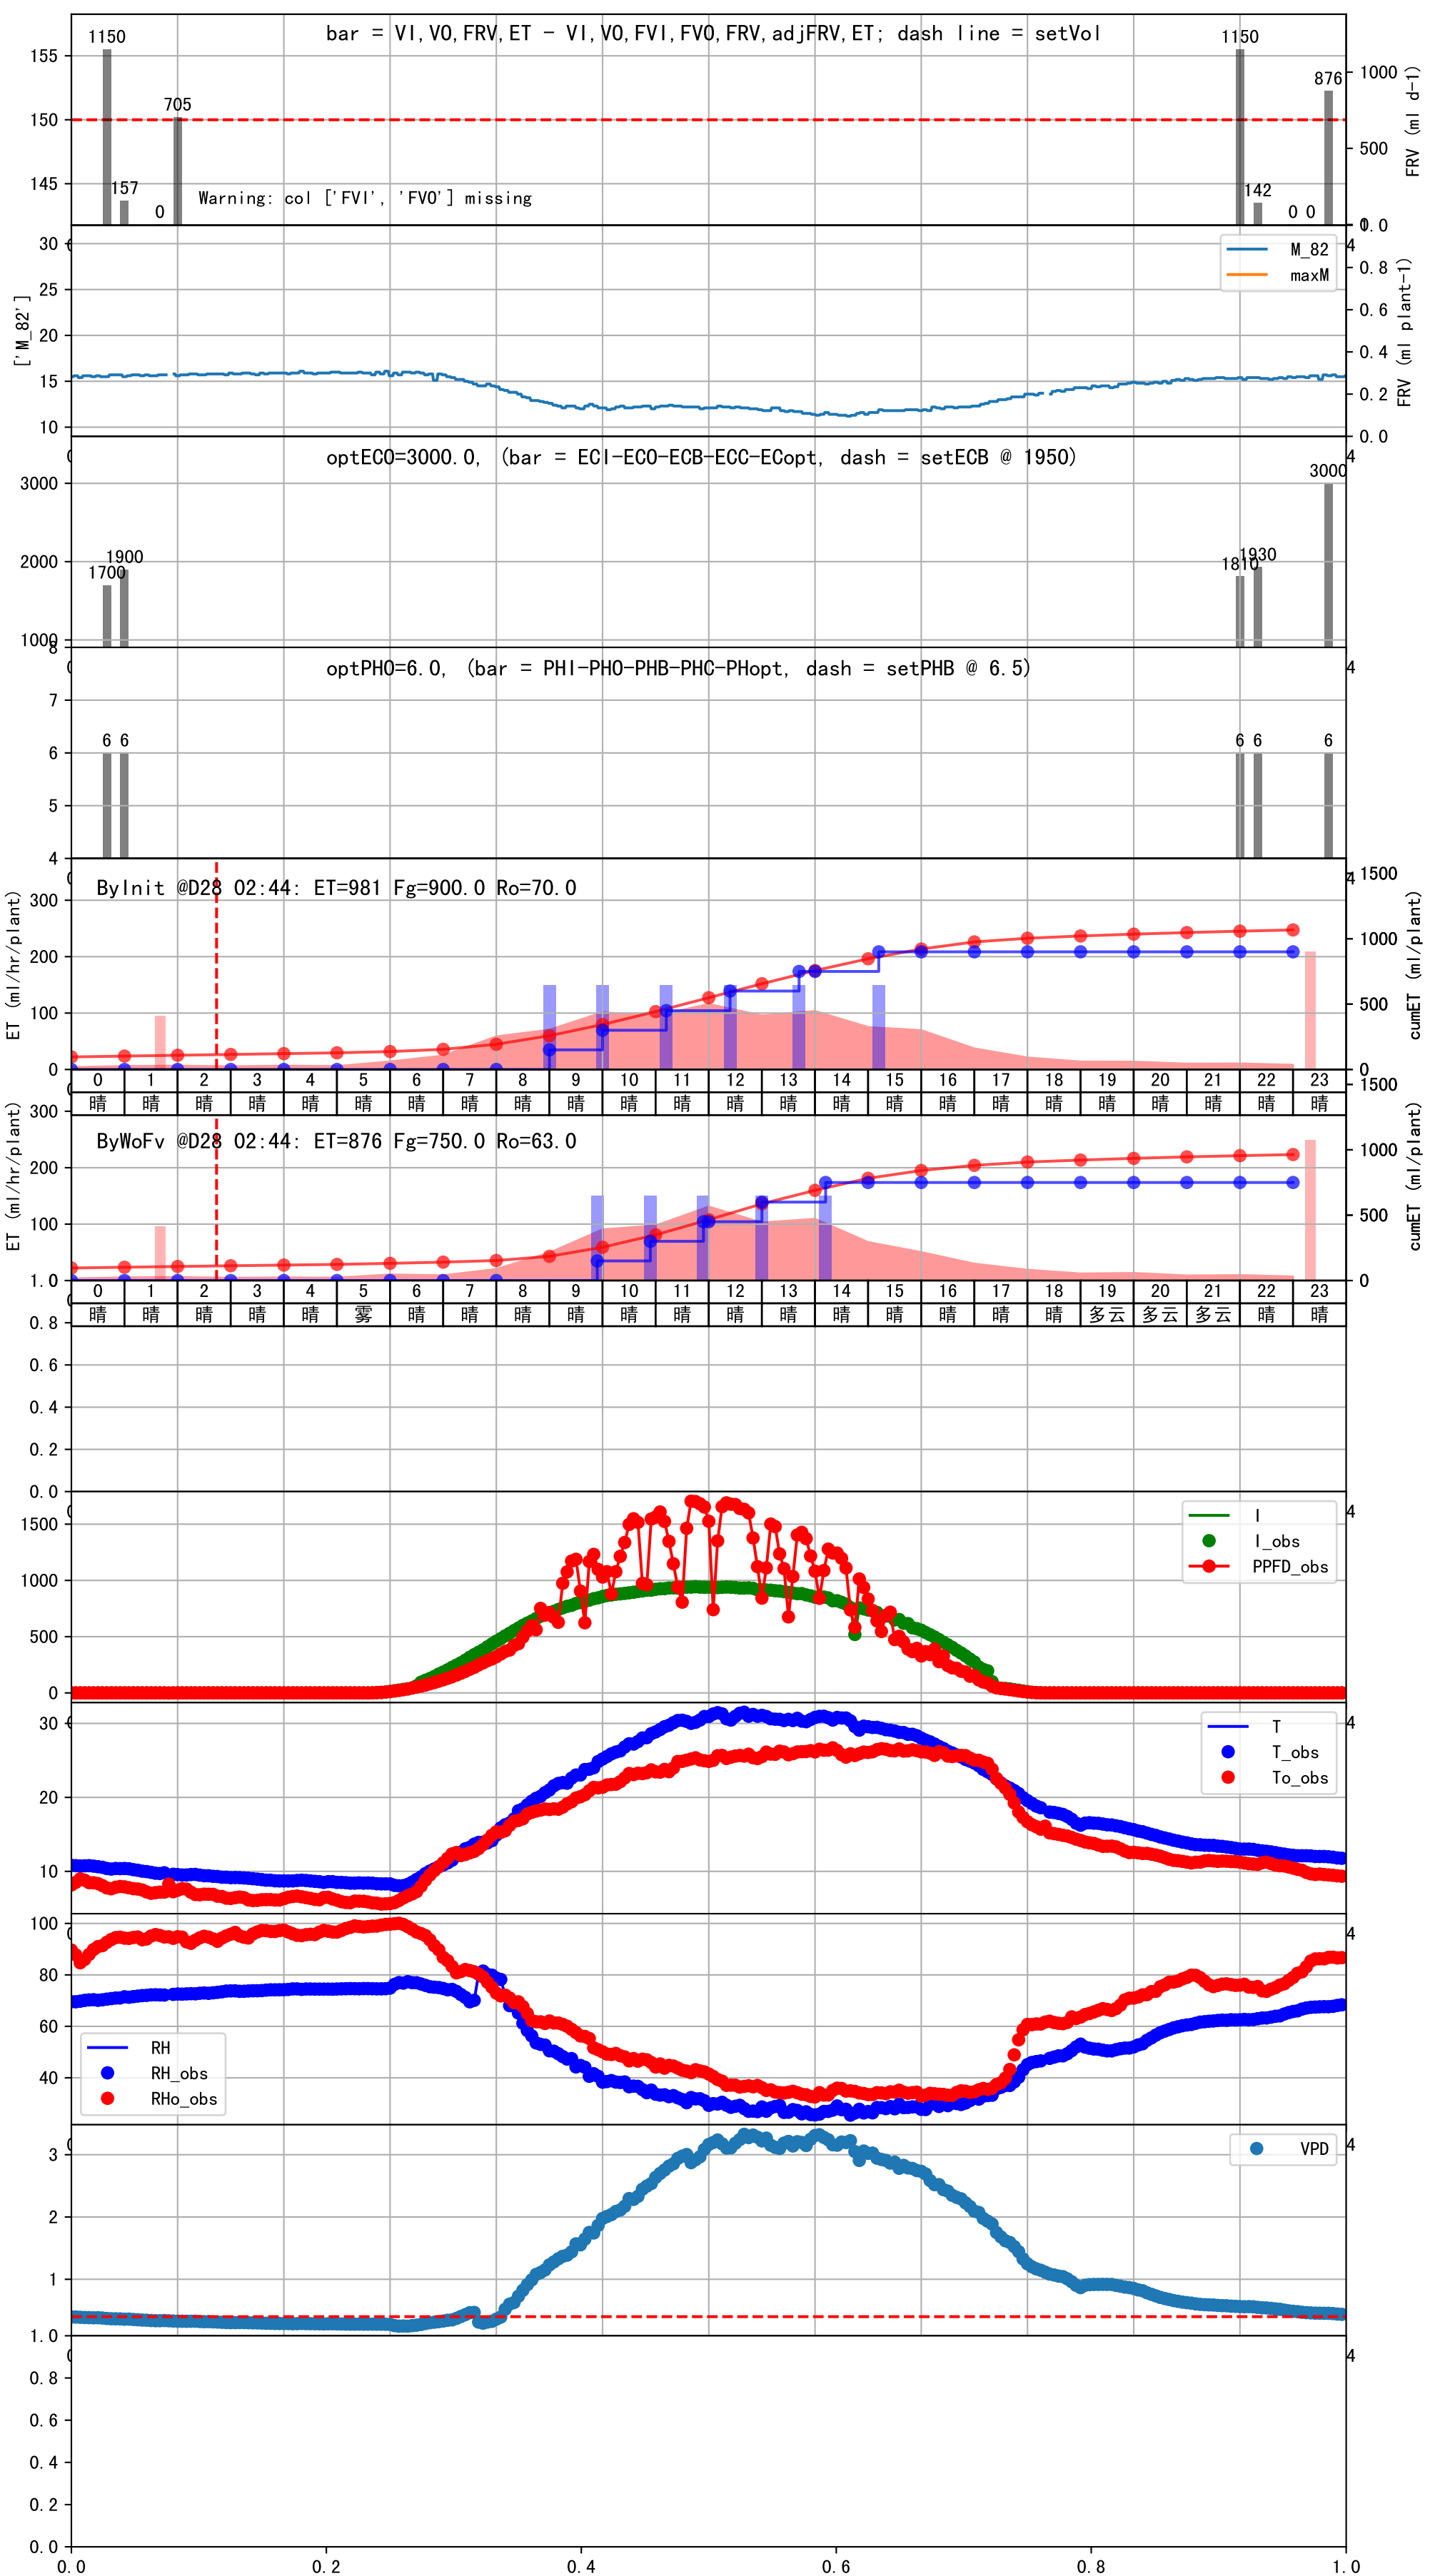 bar = VI,VO,FRV,ET - VI,VO,FVI,FVO,FRV,adjFRV,ET; dash line = setVol
1150
157
0
705
1150
142
0
0
876
Warning: col ['FVI', 'FVO'] missing
155
150
145
1000
500
0
FRV (ml d-1)
1.0
0.8
0.6
0.4
0.2
0.0
FRV (ml plant-1)
30
25
20
15
10
['M_82']
M_82
maxM
optECO=3000.0, (bar = ECI-ECO-ECB-ECC-ECopt, dash = setECB @ 1950)
3000
2000
1000
1700
1900
1810
1930
3000
optPHO=6.0, (bar = PHI-PHO-PHB-PHC-PHopt, dash = setPHB @ 6.5)
8
7
6
5
4
6
6
6
6
6
ByInit @D28 02:44: ET=981 Fg=900.0 Ro=70.0
300
200
100
0
ET (ml/hr/plant)
1500
1000
500
0
cumET (ml/plant)
0 1 2 3 4 5 6 7 8 9 10 11 12 13 14 15 16 17 18 19 20 21 22 23
晴 晴 晴 晴 晴 晴 晴 晴 晴 晴 晴 晴 晴 晴 晴 晴 晴 晴 晴 晴 晴 晴 晴 晴
ByWoFv @D28 02:44: ET=876 Fg=750.0 Ro=63.0
300
200
100
ET (ml/hr/plant)
1500
1000
500
0
cumET (ml/plant)
0 1 2 3 4 5 6 7 8 9 10 11 12 13 14 15 16 17 18 19 20 21 22 23
晴 晴 晴 晴 晴 雾 晴 晴 晴 晴 晴 晴 晴 晴 晴 晴 晴 晴 晴 多云 多云 多云 晴 晴
1.0
0.8
0.6
0.4
0.2
0.0
1500
1000
500
0
I
I_obs
PPFD_obs
30
20
10
T
T_obs
To_obs
100
80
60
40
RH
RH_obs
RHo_obs
3
2
1
VPD
1.0
0.8
0.6
0.4
0.2
0.0
0.0 0.2 0.4 0.6 0.8 1.0